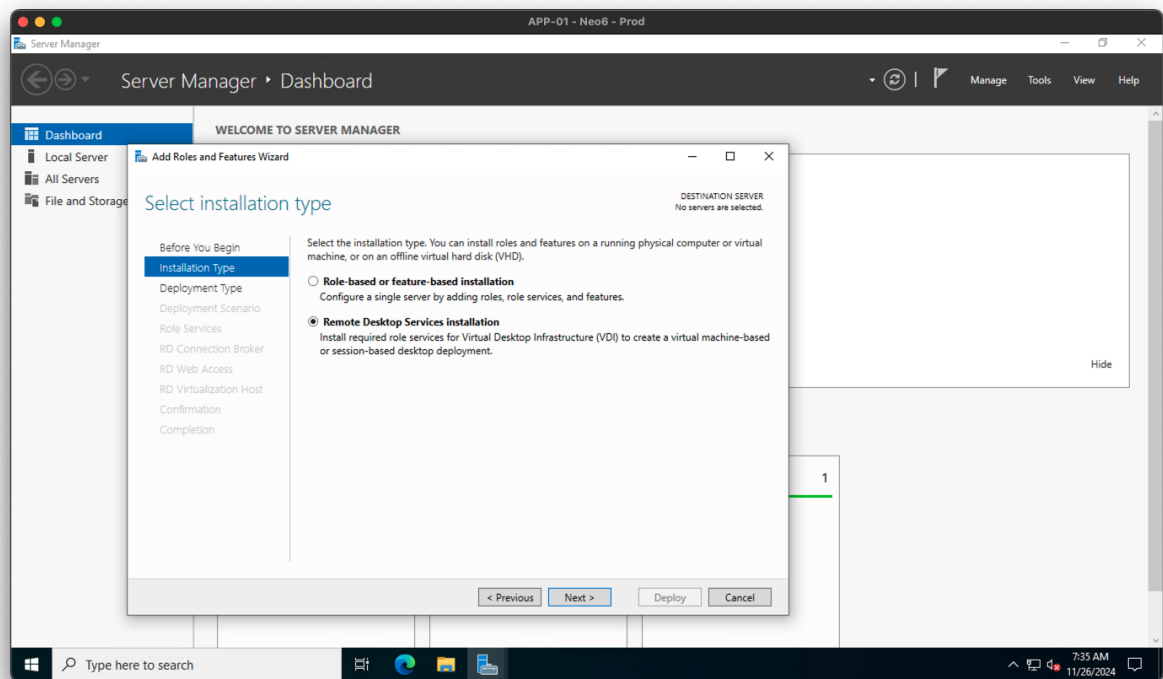 APP-01 - Neo6 - Prod
Server Manager
Server Manager • Dashboard
Manage
Tools
View
Help
Dashboard
Local Server
All Servers
File and Storage
WELCOME TO SERVER MANAGER
Add Roles and Features Wizard
Select installation type
DESTINATION SERVER
No servers are selected.
Before You Begin
Installation Type
Deployment Type
Deployment Scenario
Role Services
RD Connection Broker
RD Web Access
RD Virtualization Host
Confirmation
Completion
Select the installation type. You can install roles and features on a running physical computer or virtual
machine, or on an offline virtual hard disk (VHD).
Role-based or feature-based installation
Configure a single server by adding roles, role services, and features.
Remote Desktop Services installation
Install required role services for Virtual Desktop Infrastructure (VDI) to create a virtual machine-based
or session-based desktop deployment.
< Previous
Next >
Deploy
Cancel
Hide
1
Type here to search
7:35 AM
11/26/2024